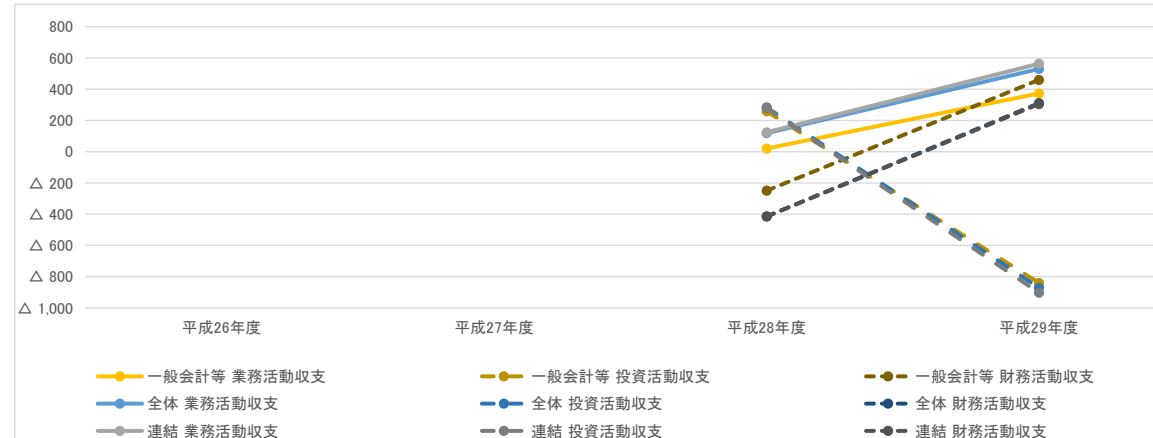 800
600
400
200
0
△ 200
△ 400
△ 600
△ 800
△ 1,000
平成26年度 平成27年度 平成28年度 平成29年度
一般会計等 業務活動収支 一般会計等 投資活動収支 一般会計等 財務活動収支
全体 業務活動収支 全体 投資活動収支 全体 財務活動収支
連結 業務活動収支 連結 投資活動収支 連結 財務活動収支